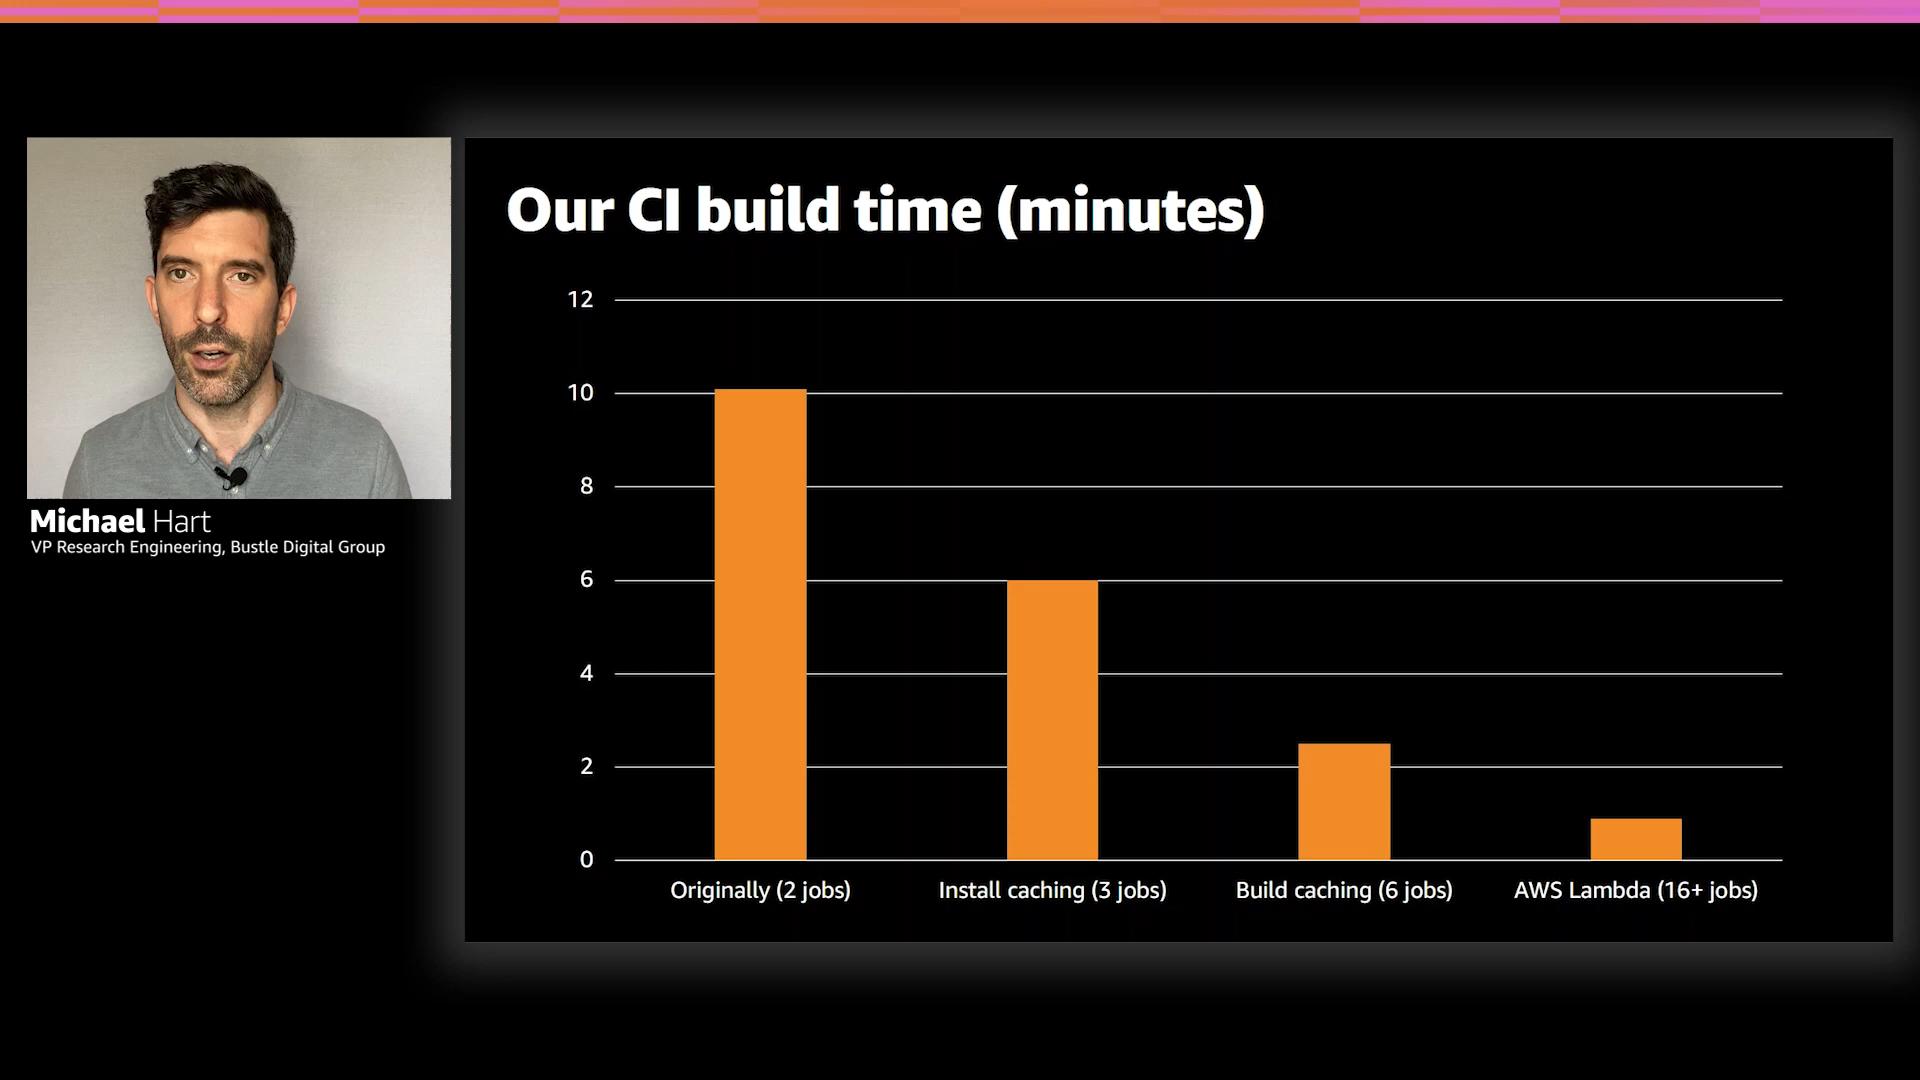 Michael Hart
VP Research Engineering, Bustle Digital Group
Our CI build time (minutes)
12
10
8
6
4
2
0
Originally (2 jobs)
Install caching (3 jobs)
Build caching (6 jobs)
AWS Lambda (16+ jobs)